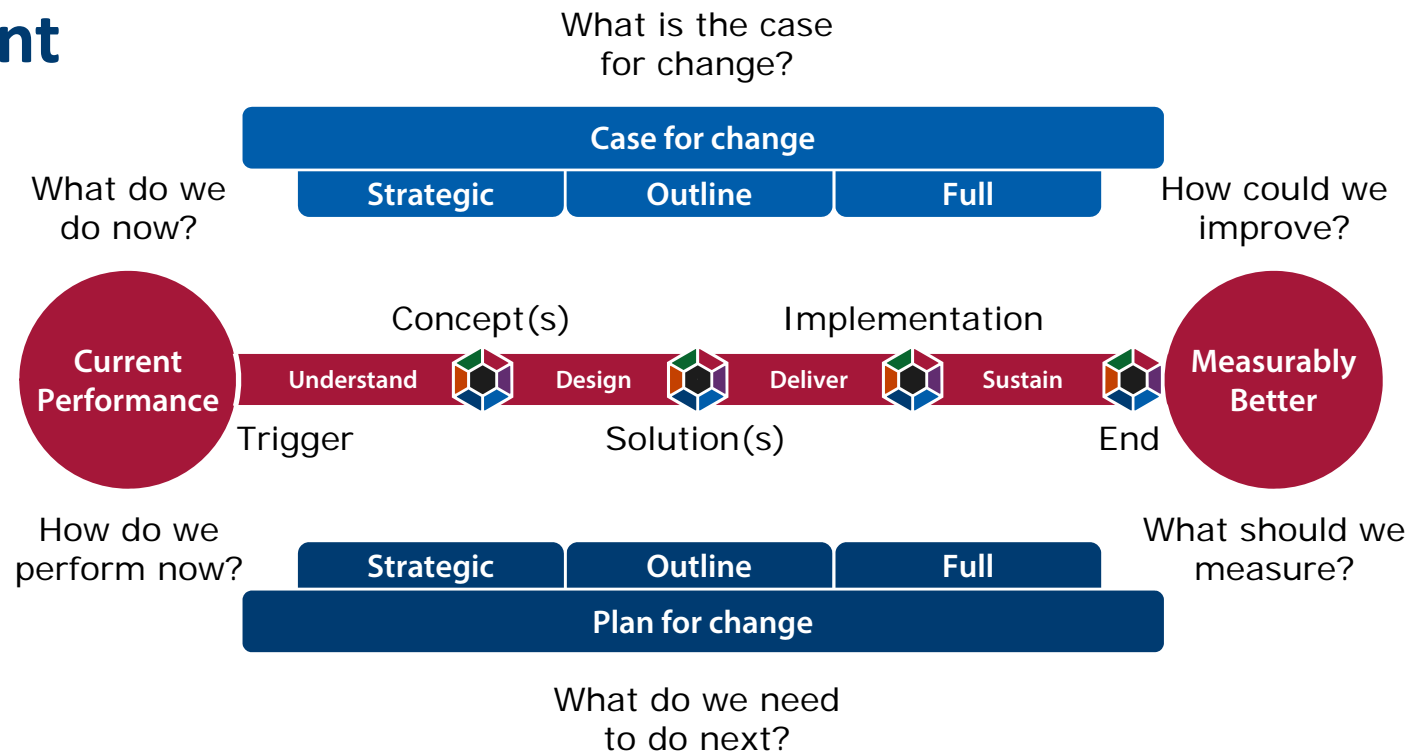 nt
What is the case
for change?
Case for change
Strategic
Outline
Full
What do we
do now?
How could we
improve?
Concept(s)
Implementation
Current
Performance
Understand
Design
Deliver
Sustain
Measurably
Better
Trigger
Solution(s)
End
How do we
perform now?
What should we
measure?
Strategic
Outline
Full
Plan for change
What do we need
to do next?